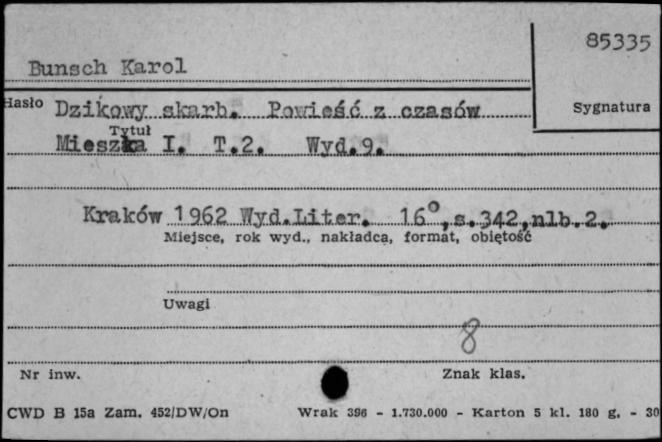 85335
Bunsch Karol
Hasło Dzikowy skarb. Powieść z czasów
Sygnatura
Tytuł
Mieszka I. T.2. Wyd.9.
Kraków 1962 Wyd.Liter. 16°,s.342,nlb.2.
Miejsce, rok wyd., nakładca, format, objętość
Uwagi
8
Nr inw.
Znak klas.
CWD B 15a Zam. 452/DW/On Wrak 396 - 1.730.000 - Karton 5 kl. 180 g. - 30